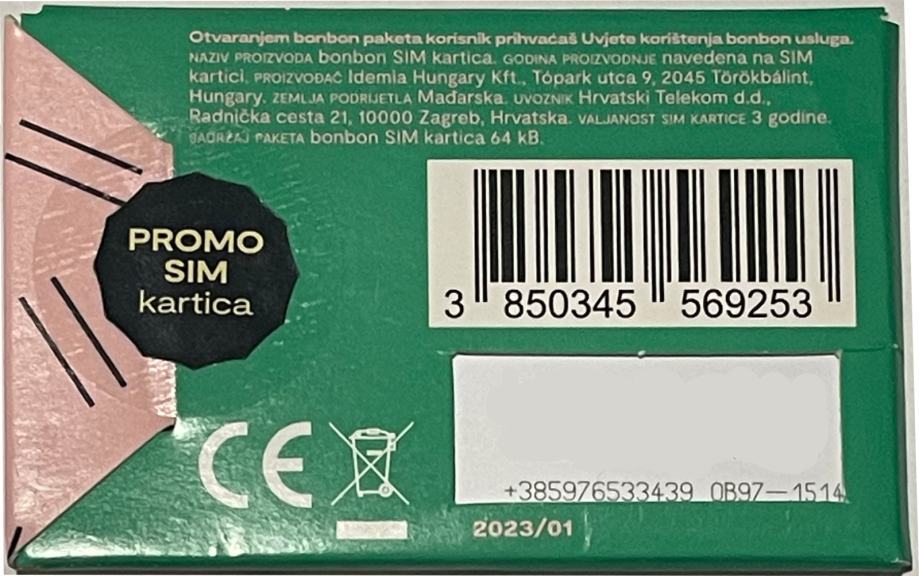 Otvaranjem bonbon paketa korisnik prihvaćaš Uvjete korištenja bonbon usluga.
NAZIV PROIZVODA bonbon SIM kartica. GODINA PROIZVODNJE navedena na SIM
kartici. PROIZVOĐAČ Idemia Hungary Kft., Tópark utca 9, 2045 Törökbálint,
Hungary. ZEMLJA PODRIJETLA Mađarska. UVOZNIK Hrvatski Telekom d.d.,
Radnička cesta 21, 10000 Zagreb, Hrvatska. VALJANOST SIM KARTICE 3 godine.
SADRŽAJ PAKETA bonbon SIM kartica 64 kB.
PROMO
SIM
kartica
3 850345 569253
+385976533439 0B97-1514
CE
2023/01